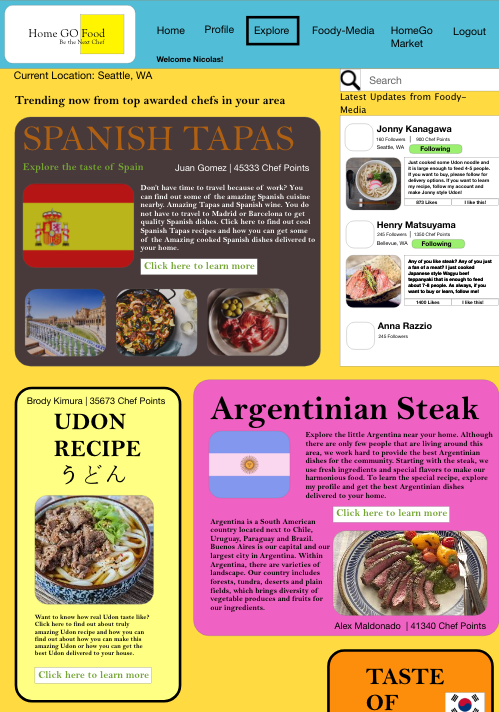 Home GO Food
Be the Next Chef
Home
Profile
Explore
Foody-Media
HomeGo
Market
Logout
Welcome Nicolas!
Current Location: Seattle, WA
Search
Trending now from top awarded chefs in your area
Latest Updates from Foody-
Media
SPANISH TAPAS
Explore the taste of Spain
Juan Gomez | 45333 Chef Points
Don't have time to travel because of work? You
can find out some of the amazing Spanish cuisine
nearby. Amazing Tapas and Spanish wine. You do
not have to travel to Madrid or Barcelona to get
quality Spanish dishes. Click here to find out cool
Spanish Tapas recipes and how you can get some
of the Amazing cooked Spanish dishes delivered to
your home.
Click here to learn more
Jonny Kanagawa
180 Followers | 900 Chef Points
Seattle, WA
Following
Just cooked some Udon noodle and
it is large enough to feed 4-5 people.
If you want to buy, please follow for
delivery options. If you want to learn
my recipe, follow my account and
make Jonny style Udon!
873 Likes
I like this!
Henry Matsuyama
245 Followers | 1350 Chef Points
Bellevue, WA
Following
Any of you like steak? Any of you just
a fan of meat? I just cooked
Japanese style Wagyu beef
teppanyaki that is enough to feed
about 7-8 people. As always, if you
want to buy or learn, follow me!
1400 Likes
I like this!
Anna Razzio
245 Followers
Brody Kimura | 35673 Chef Points
UDON
RECIPE
うどん
Want to know how real Udon taste like?
Click here to find out about truly
amazing Udon recipe and how you can
find out some of how you can make this
amazing Udon or how you can get the
best Udon delivered to your house.
Click here to learn more
Argentinian Steak
Explore the little Argentina near your home. Although
there are only few people that are living around this
area, we work hard to provide the best Argentinian
dishes for the community. Starting with the steak, we
use fresh ingredients and special flavors to make our
harmonious food. To learn the special recipe, explore
my profile and get the best Argentinian dishes
delivered to your home.
Click here to learn more
Argentina is a South American
country located next to Chile,
Uruguay, Paraguay and Brazil.
Buenos Aires is our capital and our
largest city in Argentina. Within
Argentina, there are varieties of
landscape. Our country includes
forests, tundra, deserts and plain
fields, which brings diversity of
vegetable produces and fruits for
our ingredients.
Alex Maldonado | 41340 Chef Points
TASTE
OF